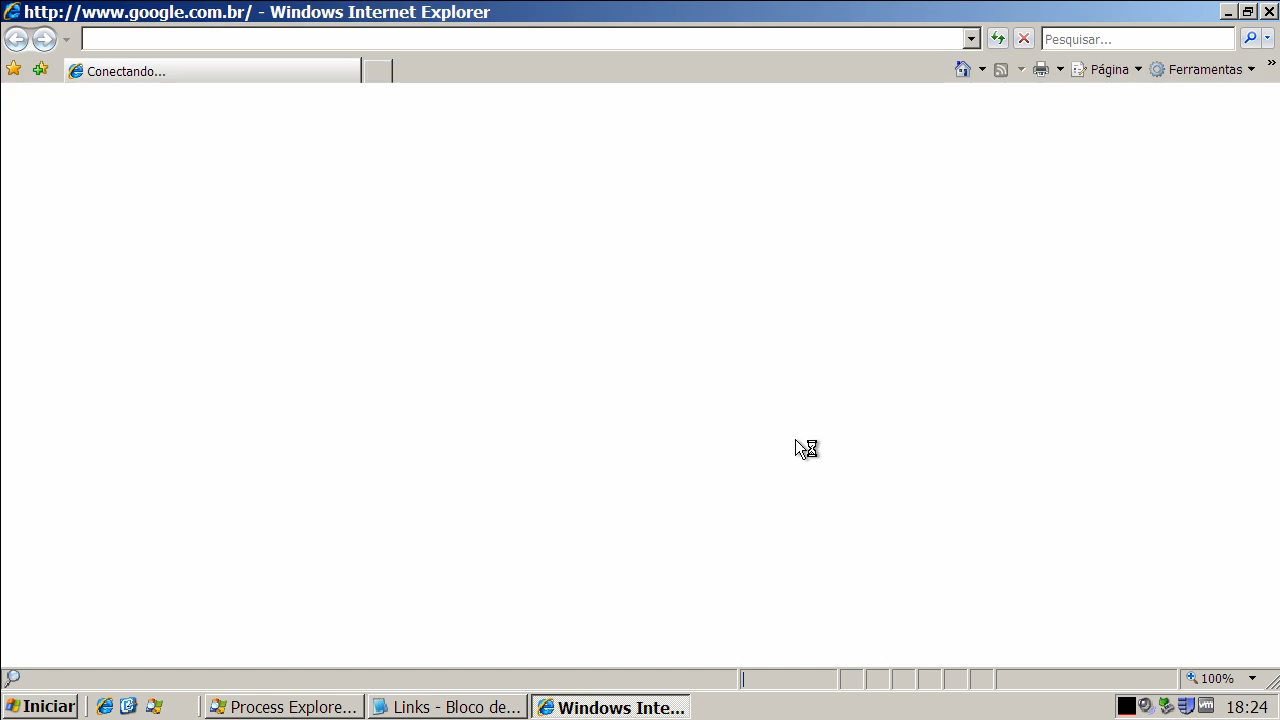 http://www.google.com.br/ - Windows Internet Explorer
Pesquisar...
Conectando...
Página
Ferramentas
100%
Iniciar
Process Explore...
Links - Bloco de...
Windows Inte...
18:24